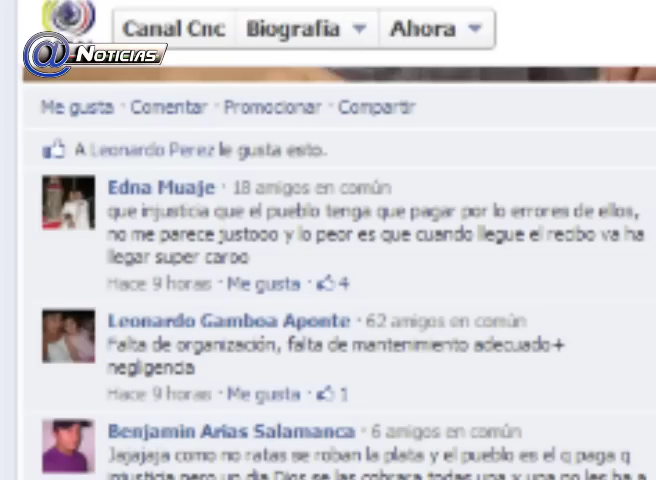 Canal Cnc Biografía Ahora
@ NOTICIAS
Me gusta · Comentar · Promocionar · Compartir
A Leonardo Perez le gusta esto.
Edna Muaje · 18 amigos en común
que injusticia que el pueblo tenga que pagar por lo errores de ellos,
no me parece justooo y lo peor es que cuando llegue el recibo va ha
llegar super caroo
Hace 9 horas · Me gusta · 4
Leonardo Gamboa Aponte · 62 amigos en común
Falta de organización, falta de mantenimiento adecuado+
negligencia
Hace 9 horas · Me gusta · 1
Benjamin Arias Salamanca · 6 amigos en común
Jajajaja como no ratas se roban la plata y el pueblo es el q paga q
injusticia pero un dia Dios se las cobrara todas una x una no les ha a